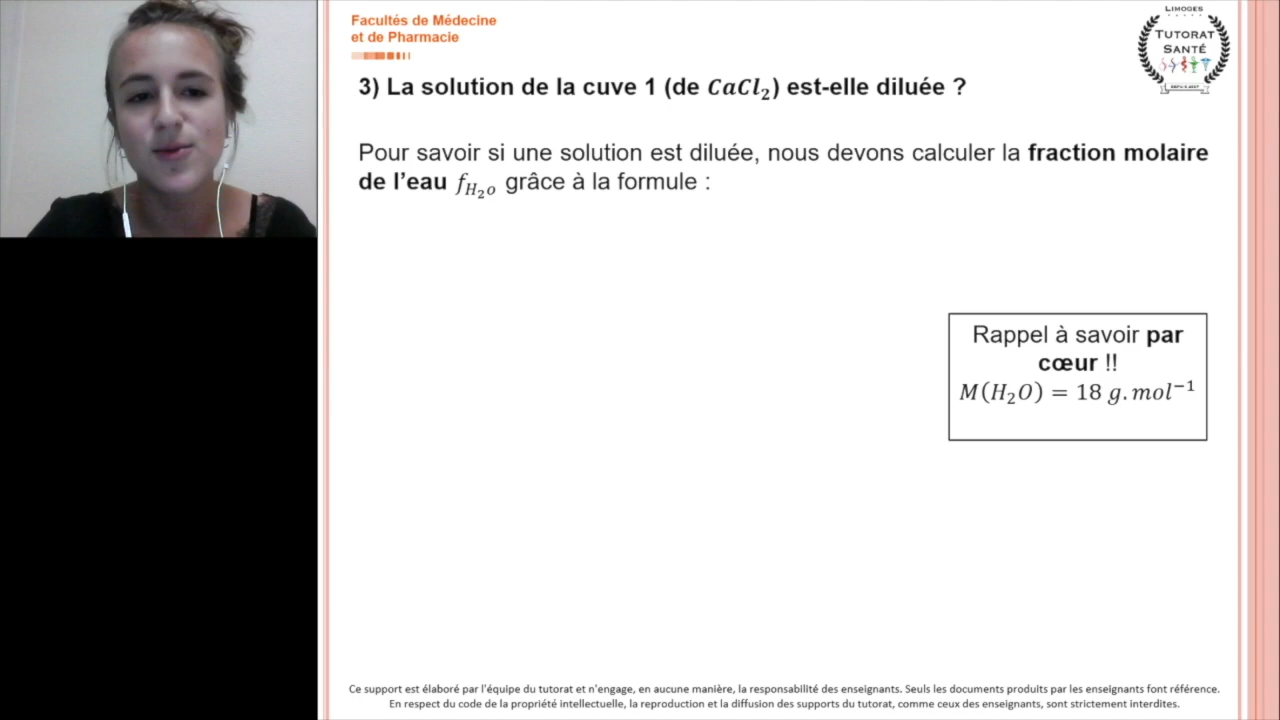 Facultés de Médecine
et de Pharmacie
LIMOGES
TUTORAT
SANTÉ
3) La solution de la cuve 1 (de CaCl₂) est-elle diluée ?
Pour savoir si une solution est diluée, nous devons calculer la fraction molaire
de l’eau f_{H₂O} grâce à la formule :
Rappel à savoir par
cœur !!
M(H₂O) = 18 g.mol⁻¹
Ce support est élaboré par l'équipe du tutorat et n'engage, en aucune manière, la responsabilité des enseignants. Seuls les documents produits par les enseignants font référence.
En respect du code de la propriété intellectuelle, la reproduction et la diffusion des supports du tutorat, comme ceux des enseignants, sont strictement interdites.